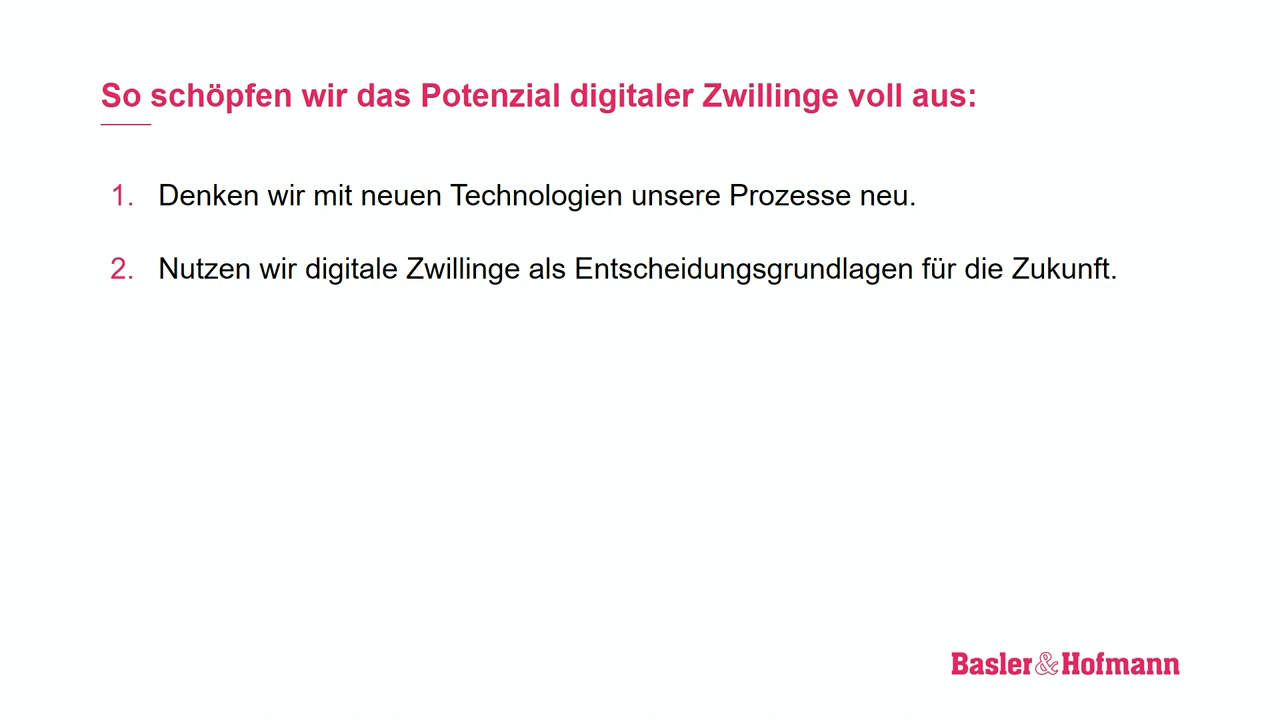 So schöpfen wir das Potenzial digitaler Zwillinge voll aus:
1. Denken wir mit neuen Technologien unsere Prozesse neu.
2. Nutzen wir digitale Zwillinge als Entscheidungsgrundlagen für die Zukunft.
Basler&Hofmann